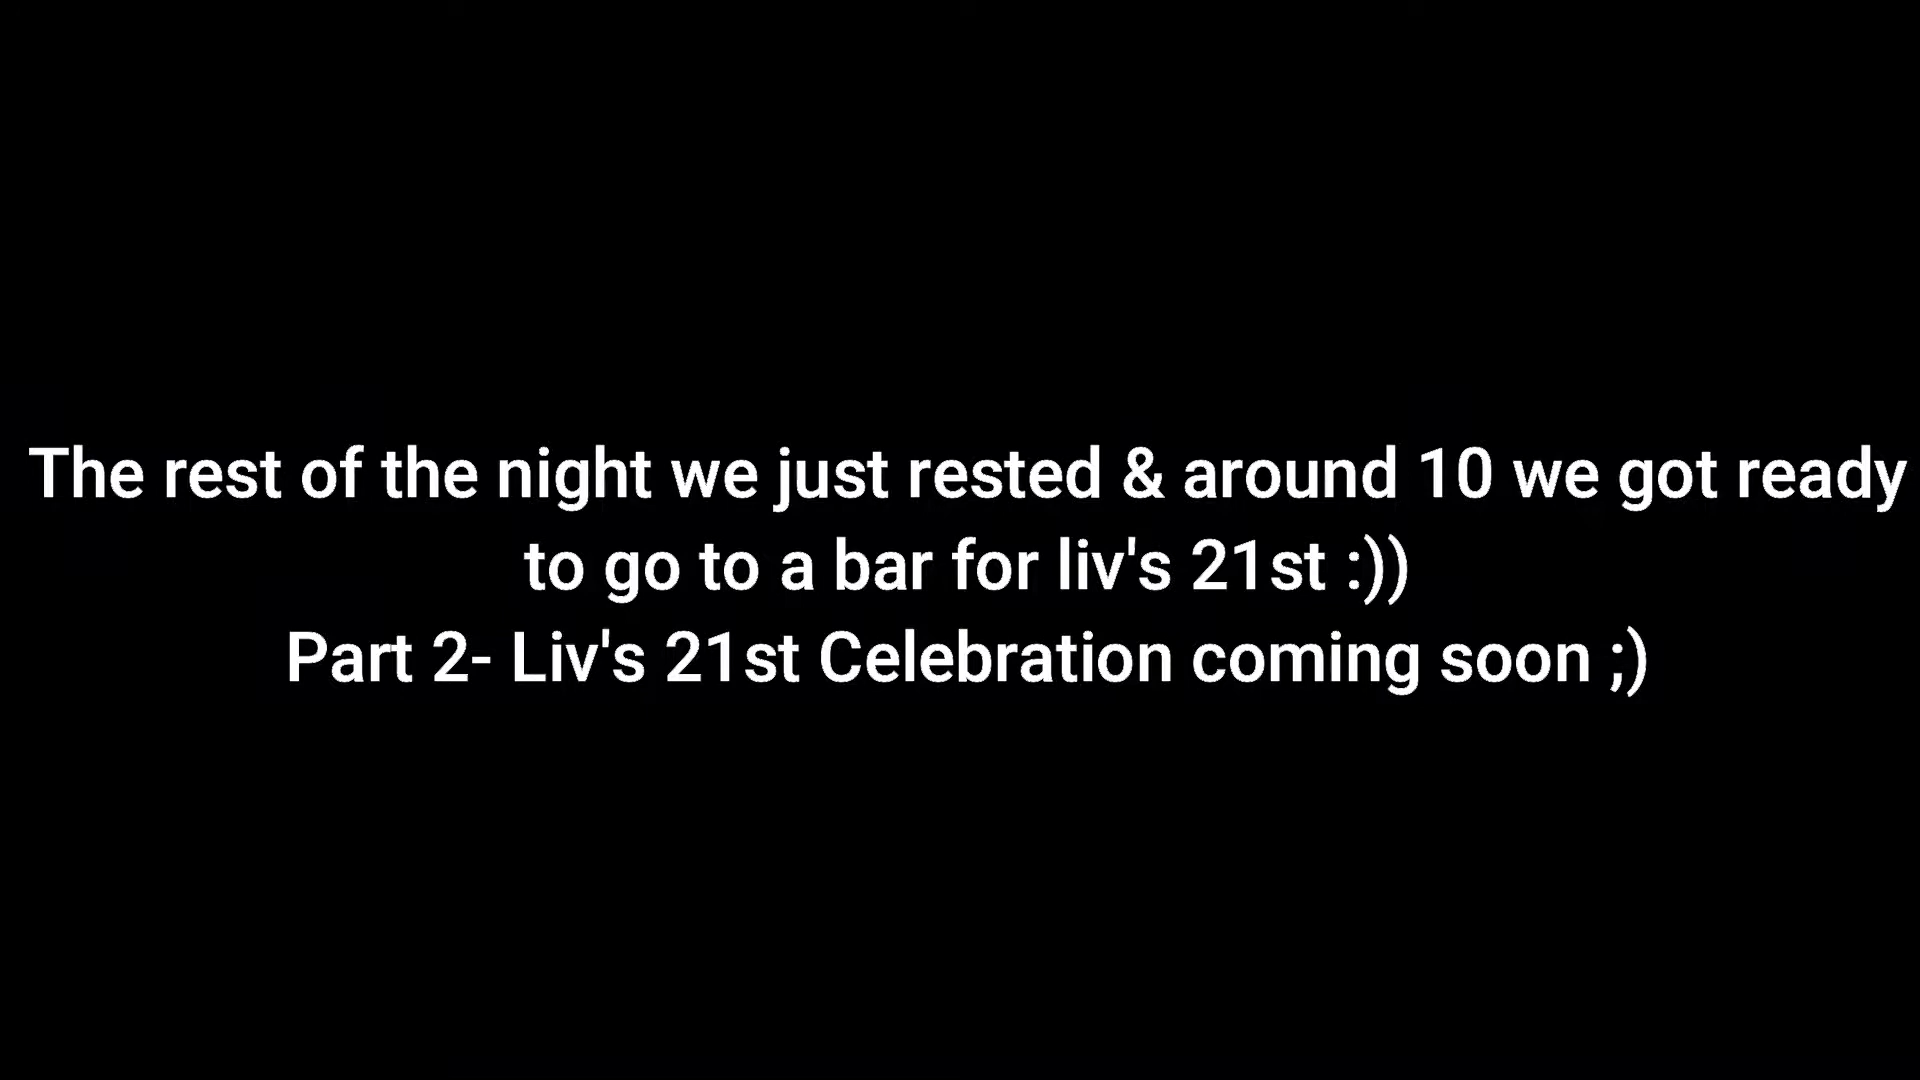 The rest of the night we just rested & around 10 we got ready
to go to a bar for liv's 21st :))
Part 2- Liv's 21st Celebration coming soon ;)